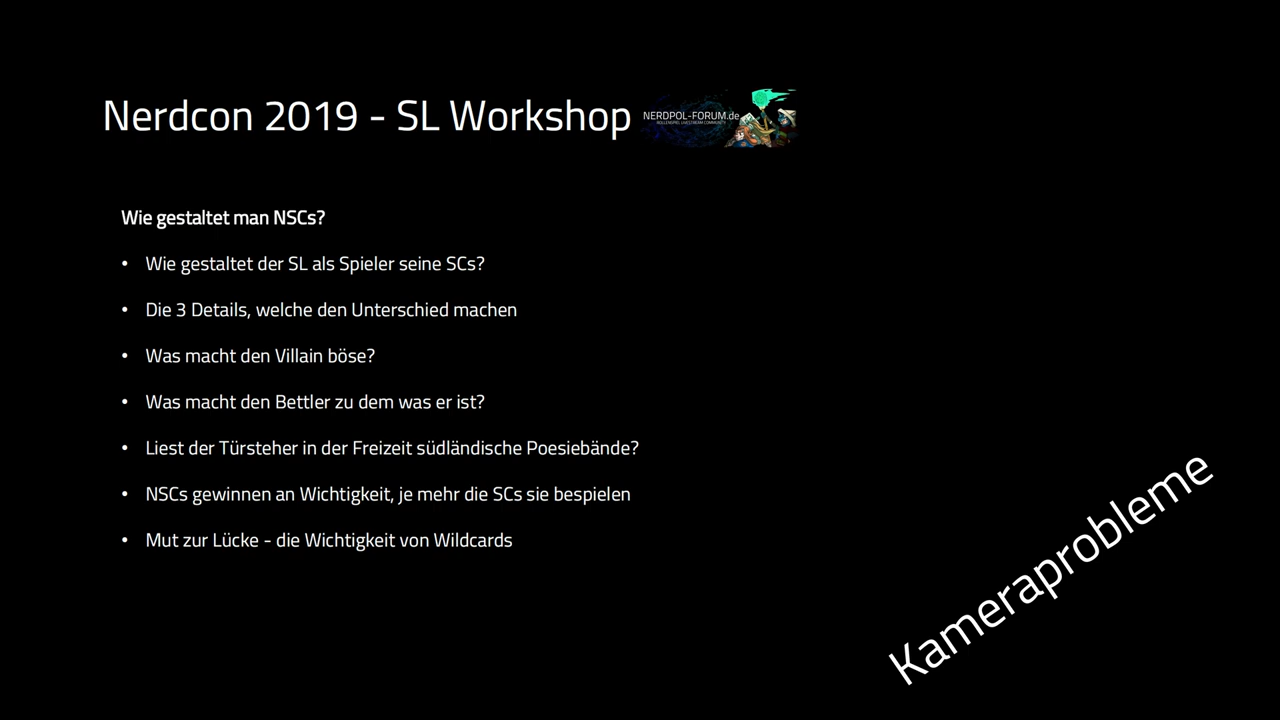 Nerdcon 2019 - SL Workshop
NERDPOL-FORUM.de
ROLLENSPIEL LIVESTREAM COMMUNITY
Wie gestaltet man NSCs?
• Wie gestaltet der SL als Spieler seine SCs?
• Die 3 Details, welche den Unterschied machen
• Was macht den Villain böse?
• Was macht den Bettler zu dem was er ist?
• Liest der Türsteher in der Freizeit südländische Poesiebände?
• NSCs gewinnen an Wichtigkeit, je mehr die SCs sie bespielen
• Mut zur Lücke - die Wichtigkeit von Wildcards
Kameraprobleme